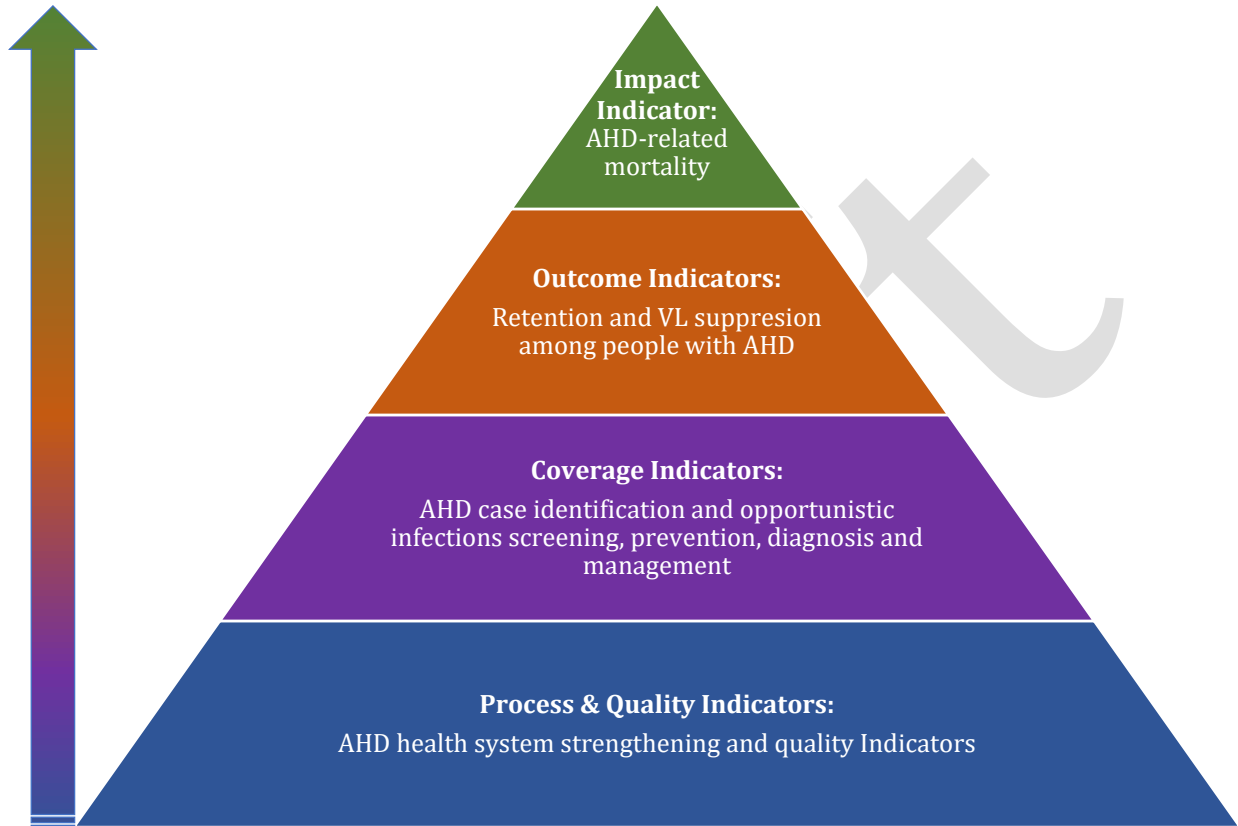 Impact
Indicator:
AHD-related
mortality
Outcome Indicators:
Retention and VL suppresion
among people with AHD
Coverage Indicators:
AHD case identification and opportunistic
infections screening, prevention, diagnosis and
management
Process & Quality Indicators:
AHD health system strengthening and quality Indicators